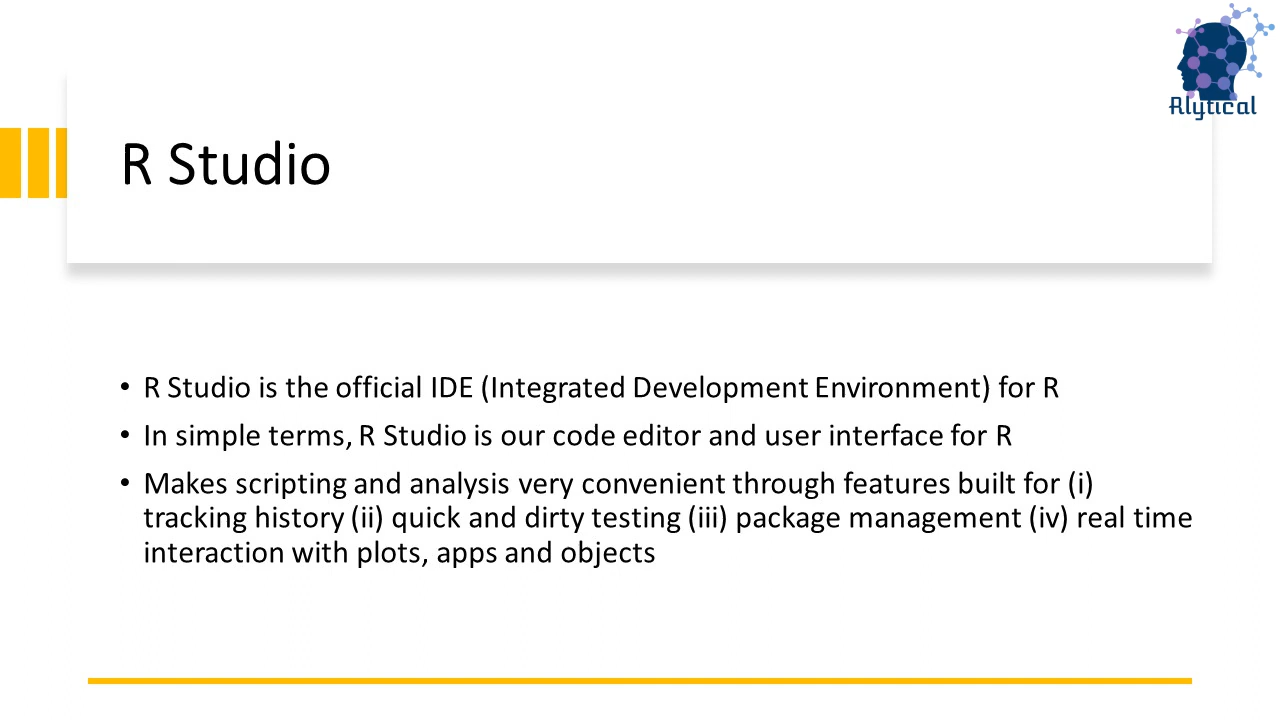 Rlytical
R Studio
• R Studio is the official IDE (Integrated Development Environment) for R
• In simple terms, R Studio is our code editor and user interface for R
• Makes scripting and analysis very convenient through features built for (i)
tracking history (ii) quick and dirty testing (iii) package management (iv) real time
interaction with plots, apps and objects